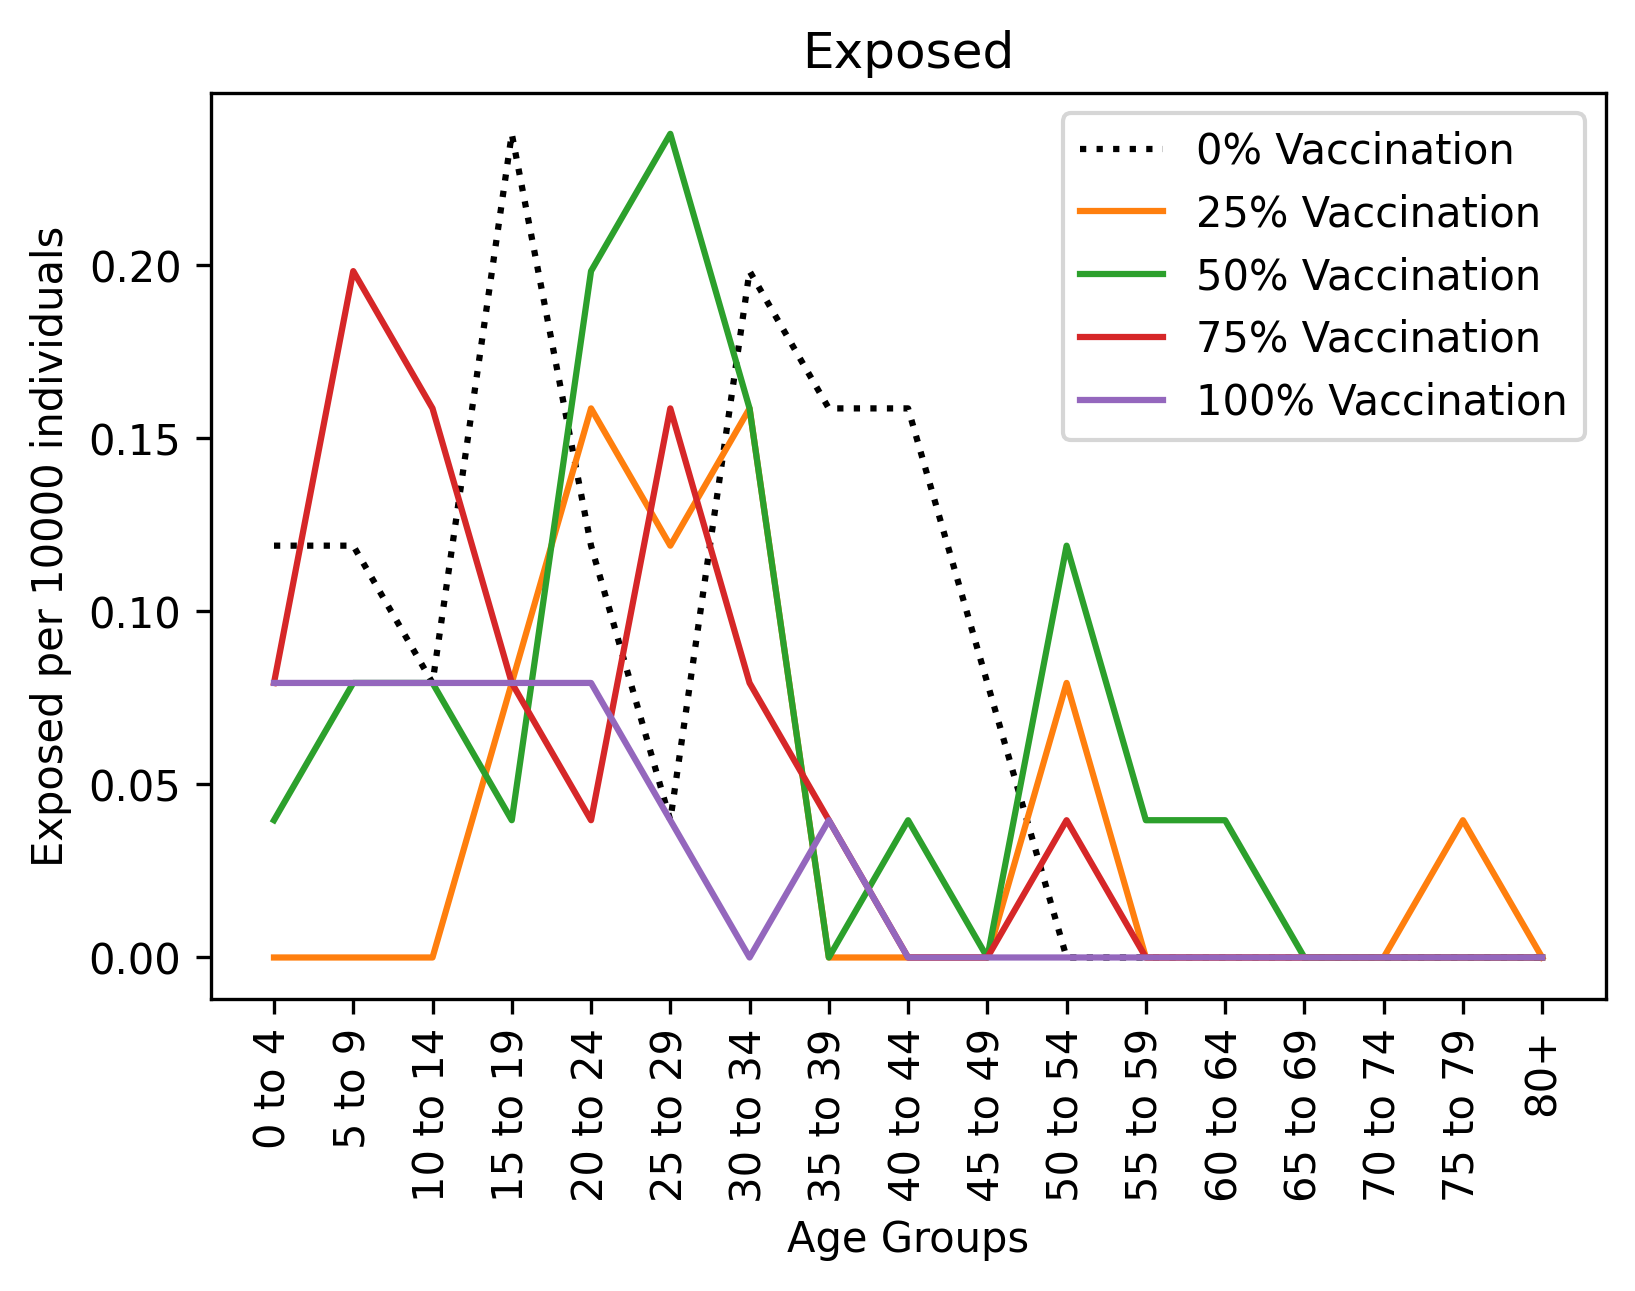 Exposed
0% Vaccination
25% Vaccination
50% Vaccination
75% Vaccination
100% Vaccination
Exposed per 10000 individuals
0.20
0.15
0.10
0.05
0.00
0 to 4
5 to 9
10 to 14
15 to 19
20 to 24
25 to 29
30 to 34
35 to 39
40 to 44
45 to 49
50 to 54
55 to 59
60 to 64
65 to 69
70 to 74
75 to 79
80+
Age Groups